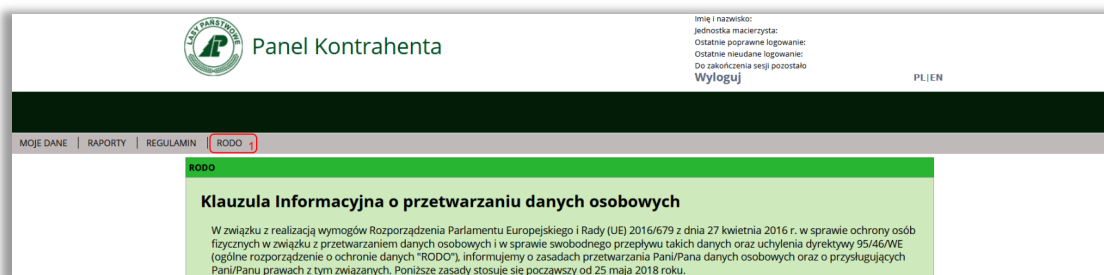 LASY PAŃSTWOWE
Panel Kontrahenta
Imię i nazwisko:
Jednostka macierzysta:
Ostatnie poprawne logowanie:
Ostatnie nieudane logowanie:
Do zakończenia sesji pozostało
Wyloguj
PL|EN
MOJE DANE | RAPORTY | REGULAMIN | RODO 1
RODO
Klauzula Informacyjna o przetwarzaniu danych osobowych
W związku z realizacją wymogów Rozporządzenia Parlamentu Europejskiego i Rady (UE) 2016/679 z dnia 27 kwietnia 2016 r. w sprawie ochrony osób
fizycznych w związku z przetwarzaniem danych osobowych i w sprawie swobodnego przepływu takich danych oraz uchylenia dyrektywy 95/46/WE
(ogólne rozporządzenie o ochronie danych "RODO"), informujemy o zasadach przetwarzania Pani/Pana danych osobowych oraz o przysługujących
Pani/Panu prawach z tym związanych. Poniższe zasady stosuje się począwszy od 25 maja 2018 roku.